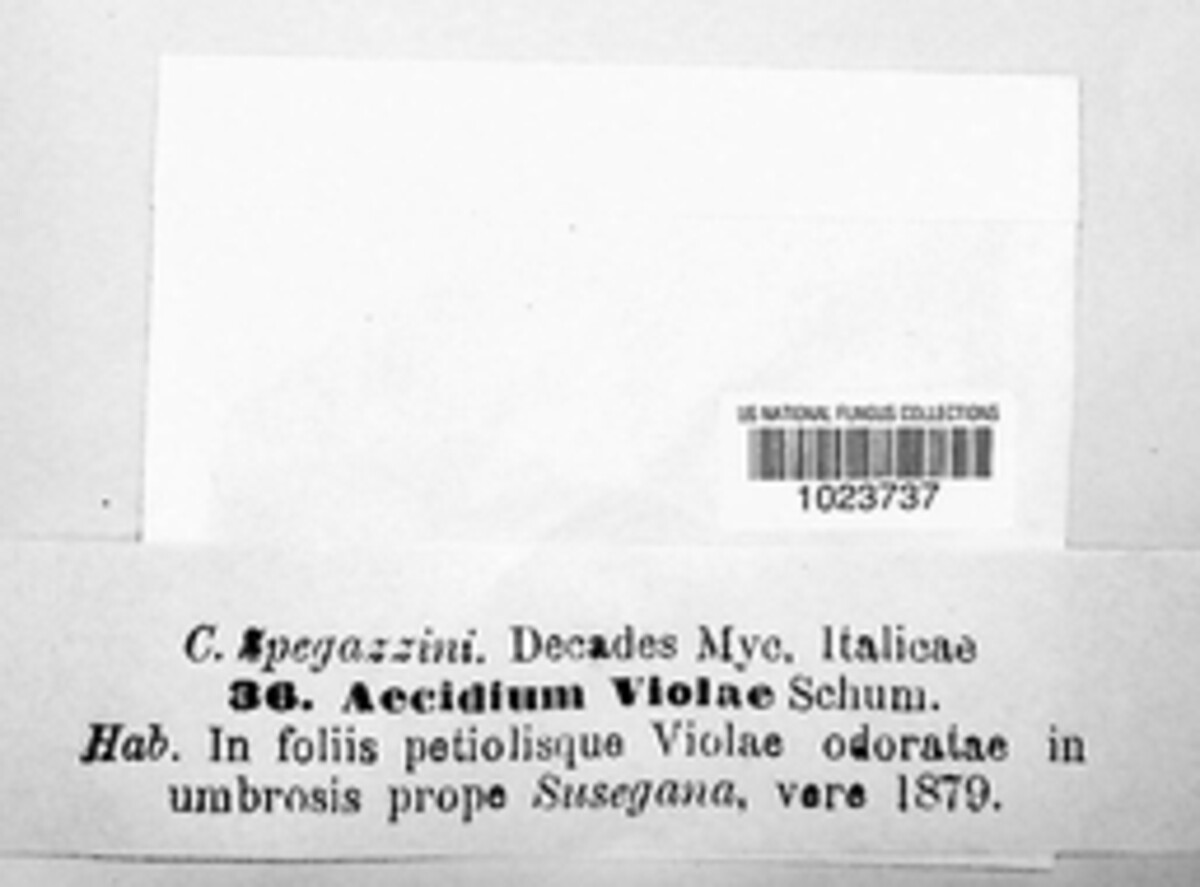 US NATIONAL FUNGUS COLLECTIONS
1023737
C. Spegazzini. Decades Myc. Italicae
36. Aecidium Violae Schum.
Hab. In foliis petiolisque Violae odoratae in
umbrosis prope Susegana, vere 1879.